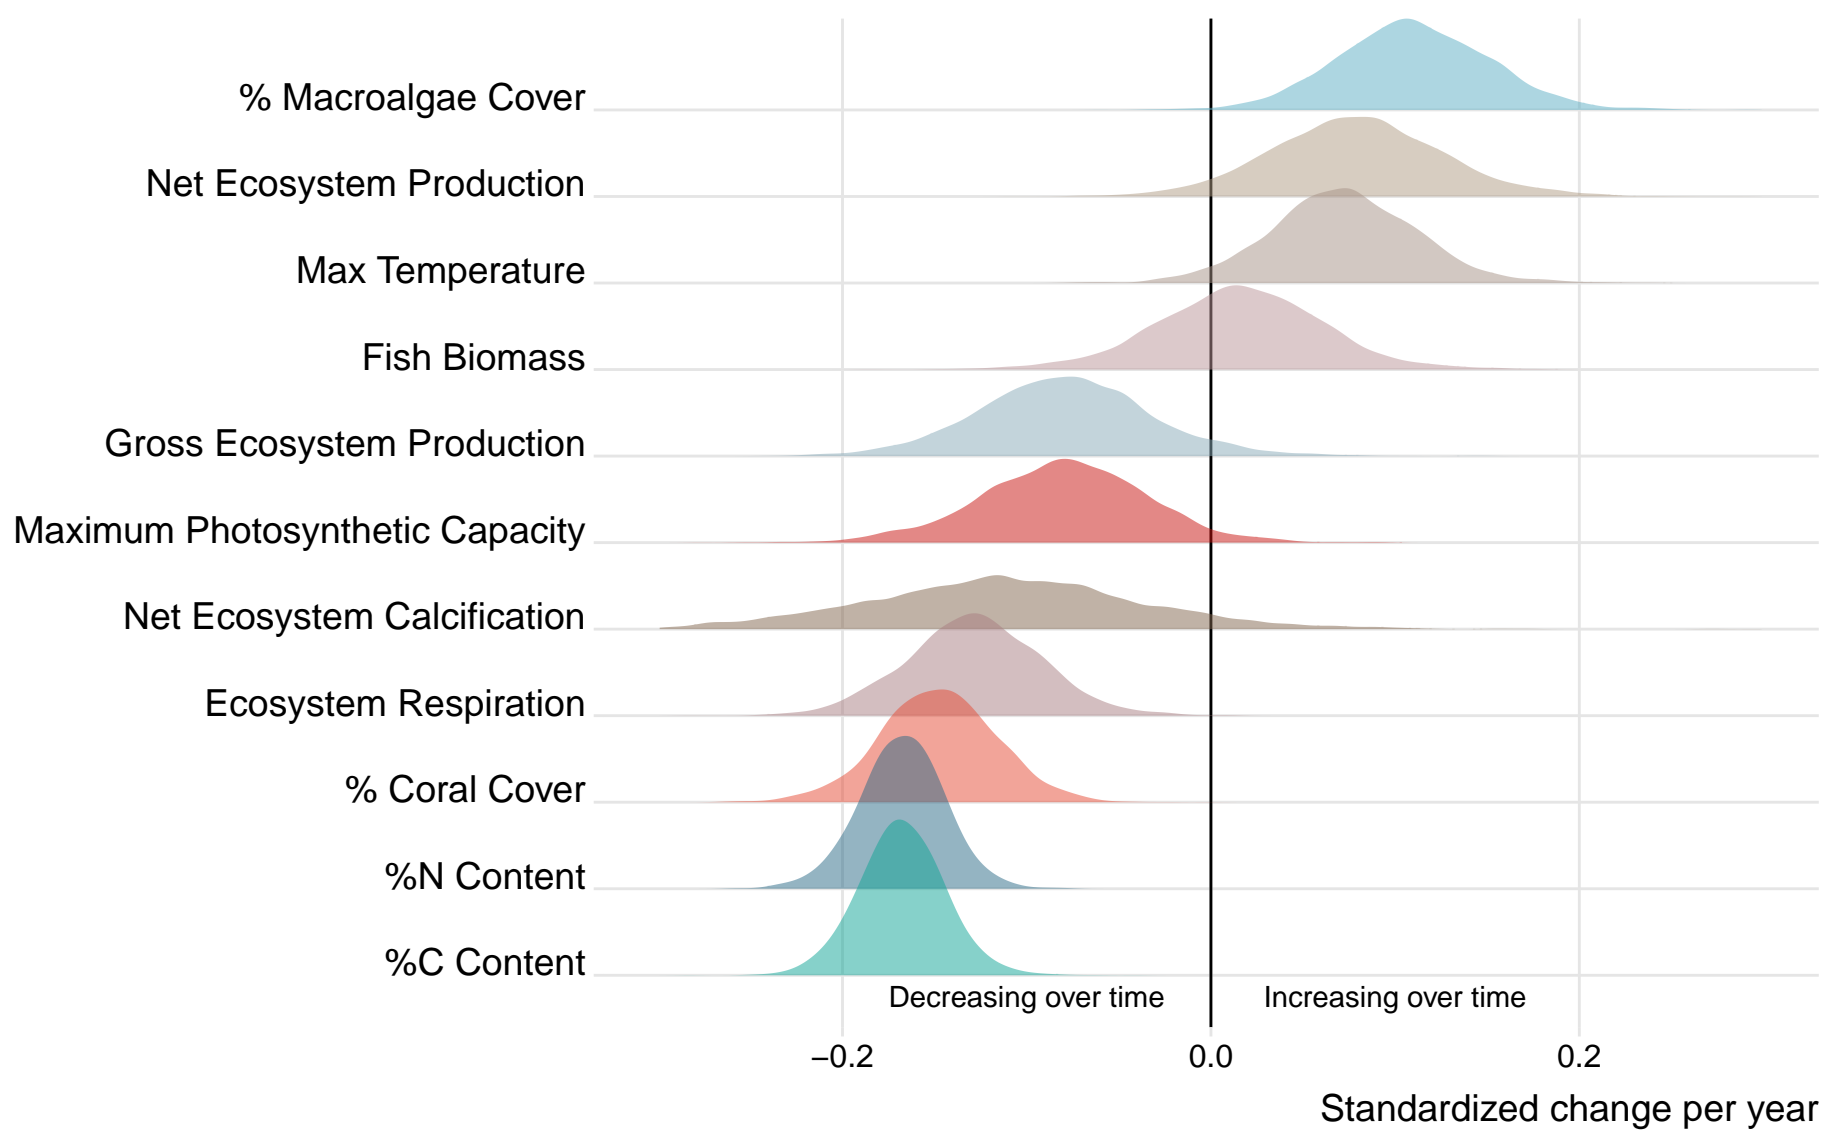 % Macroalgae Cover
Net Ecosystem Production
Max Temperature
Fish Biomass
Gross Ecosystem Production
Maximum Photosynthetic Capacity
Net Ecosystem Calcification
Ecosystem Respiration
% Coral Cover
%N Content
%C Content
Decreasing over time
Increasing over time
−0.2
0.0
0.2
Standardized change per year